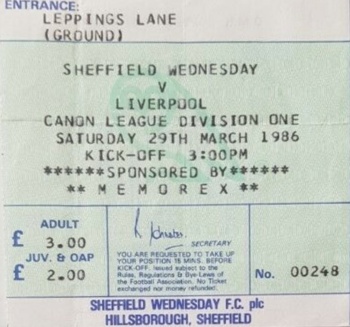 ENTRANCE:
LEPPINGS LANE
(GROUND)
SHEFFIELD WEDNESDAY
V
LIVERPOOL
CANON LEAGUE DIVISION ONE
SATURDAY 29TH MARCH 1986
KICK-OFF 3:00PM
******SPONSORED BY******
** MEMOREX **
ADULT
£ 3.00
JUV. & OAP
£ 2.00
SECRETARY
YOU ARE REQUESTED TO TAKE UP
YOUR POSITION 15 MINS. BEFORE
KICK-OFF. Issued subject to the
Rules, Regulations & Bye-Laws of
the Football Association. No Ticket
exchanged nor money refunded.
No. 00248
SHEFFIELD WEDNESDAY F.C. plc
HILLSBOROUGH, SHEFFIELD